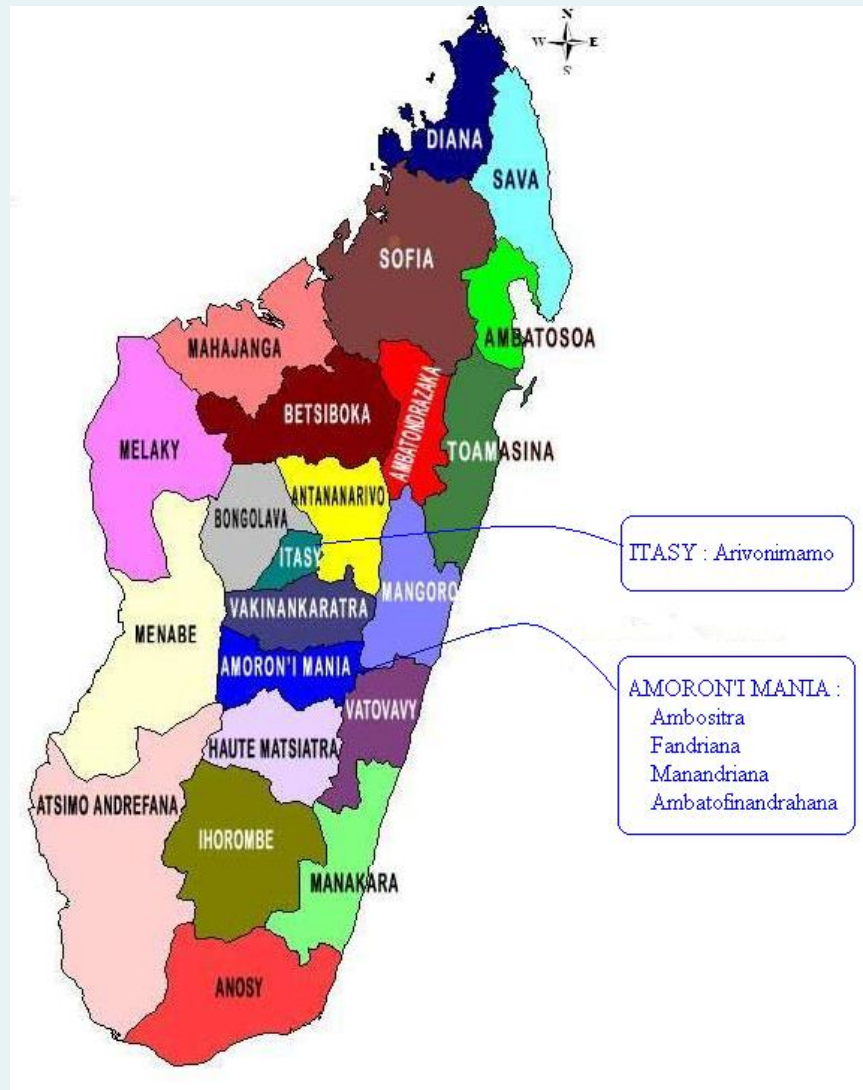 N
W E
S
DIANA
SAVA
SOFIA
AMBATOSOA
MAHAJANGA
AMBATONDRAZAKA
BETSIBOKA
MELAKY
TOAMASINA
ANTANANARIVO
BONGOLAVA
ITASY
ITASY : Arivonimamo
MANGORO
VAKINANKARATRA
MENABE
AMORON'I MANIA
AMORON'I MANIA :
Ambositra
Fandriana
Manandriana
Ambatofinandrahana
VATOVAVY
HAUTE MATSIATRA
ATSIMO ANDREFANA
IHOROMBE
MANAKARA
ANOSY